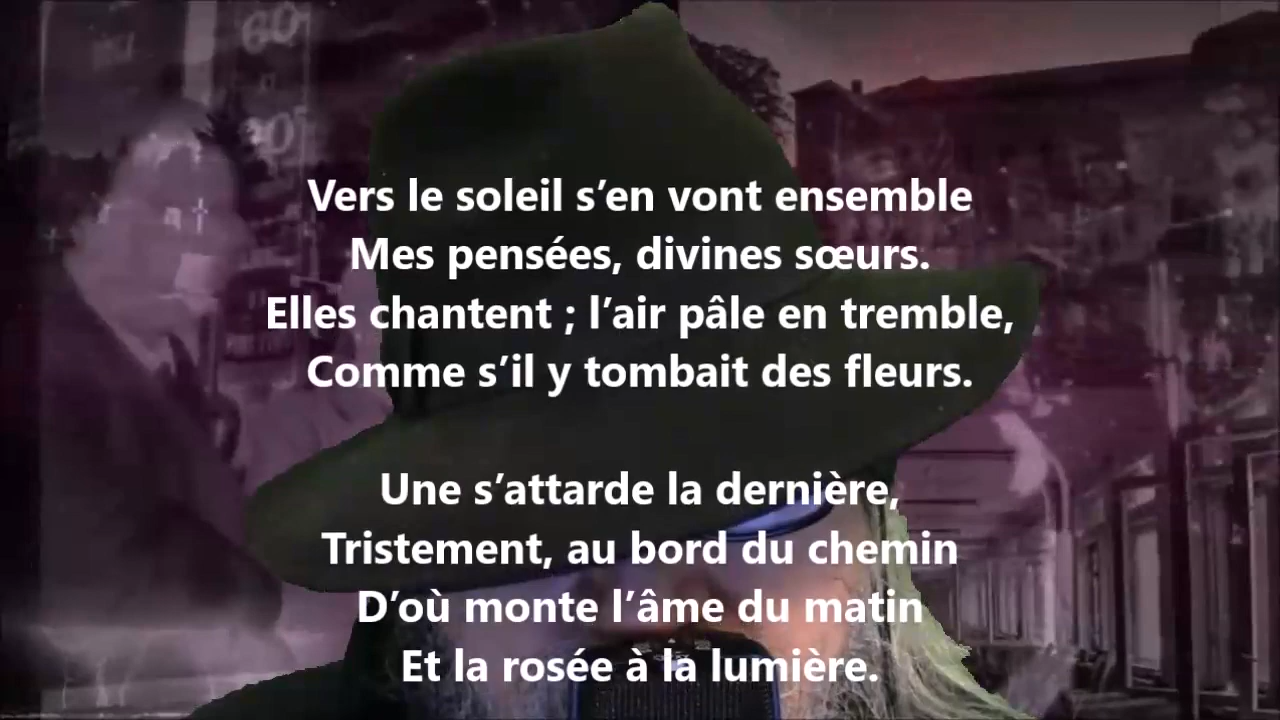 60
Vers le soleil s’en vont ensemble
Mes pensées, divines sœurs.
Elles chantent ; l’air pâle en tremble,
Comme s’il y tombait des fleurs.
Une s’attarde la dernière,
Tristement, au bord du chemin
D’où monte l’âme du matin
Et la rosée à la lumière.